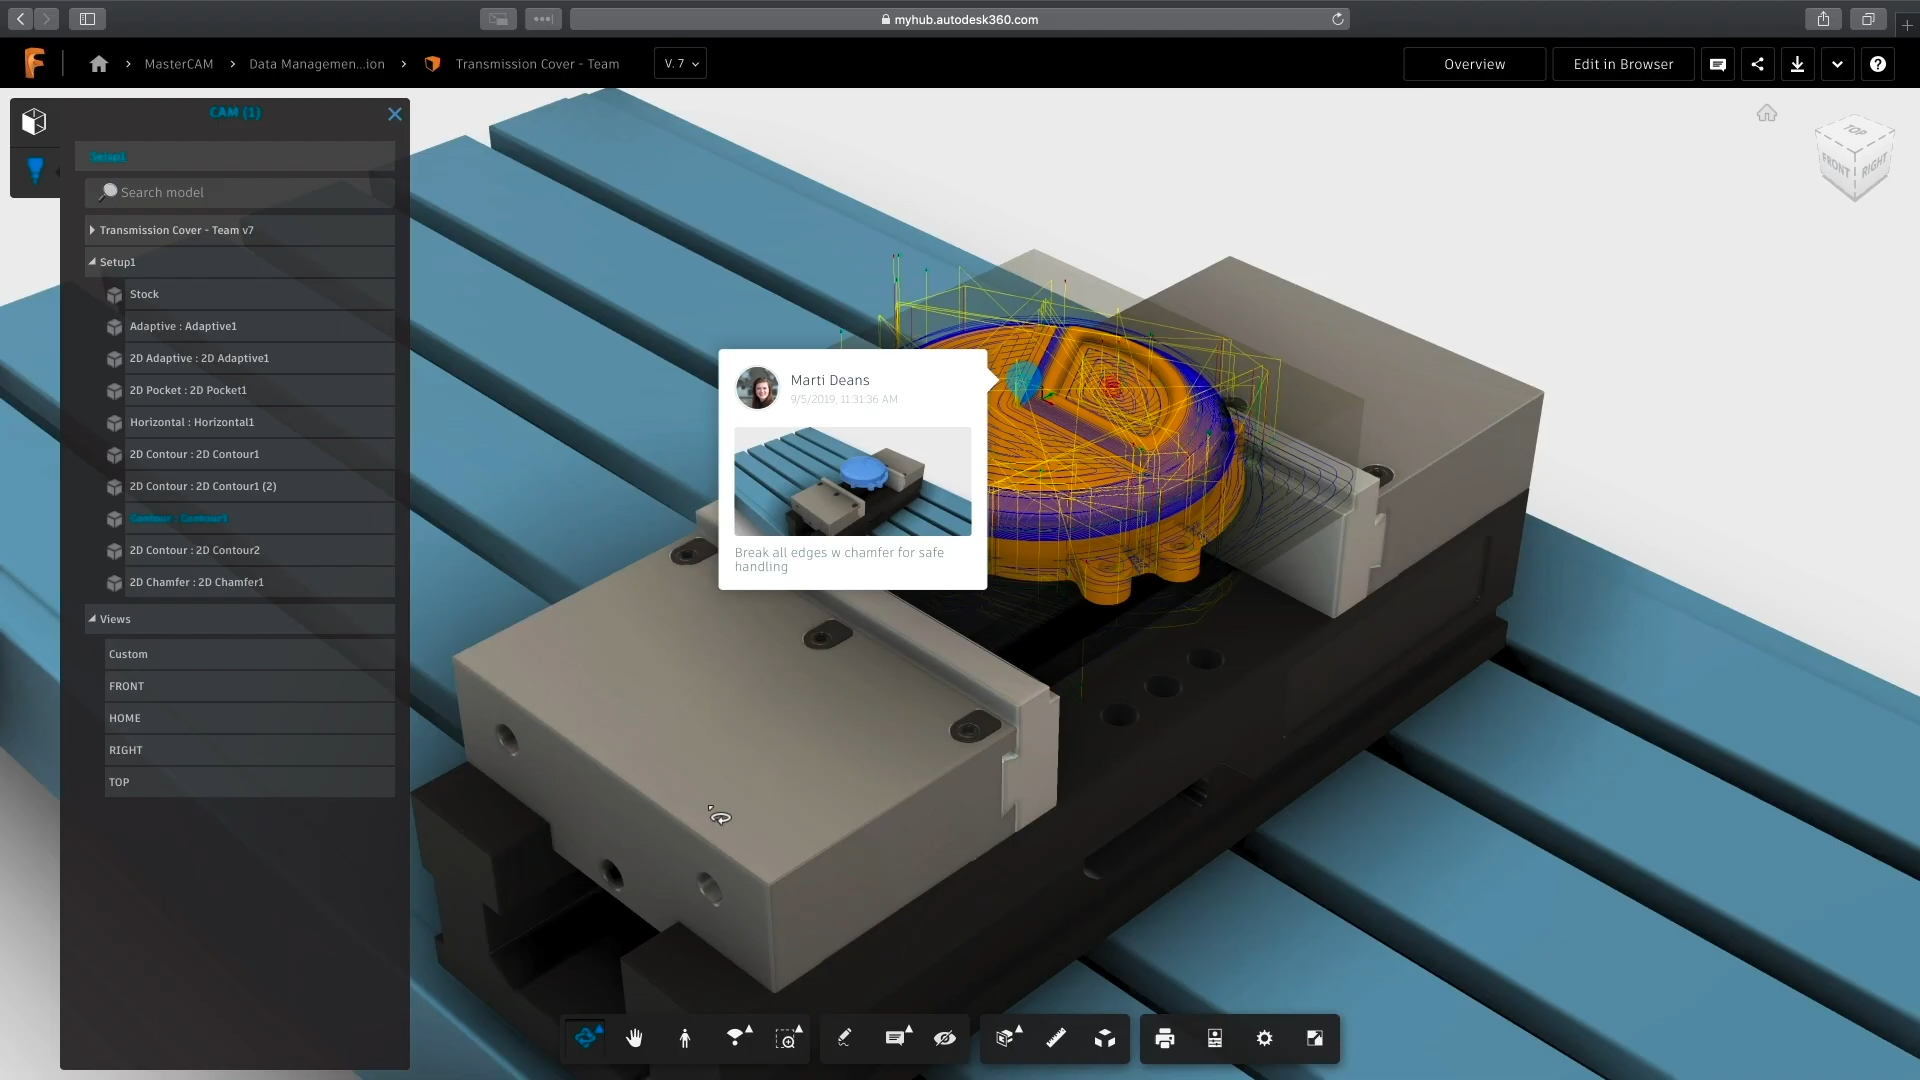 myhub.autodesk360.com
MasterCAM
Data Managemen...ion
Transmission Cover - Team
V. 7
Overview
Edit in Browser
CAM (1)
Setup1
Search model
Transmission Cover - Team v7
Setup1
Stock
Adaptive : Adaptive1
2D Adaptive : 2D Adaptive1
2D Pocket : 2D Pocket1
Horizontal : Horizontal1
2D Contour : 2D Contour1
2D Contour : 2D Contour1 (2)
Contour : Contour1
2D Contour : 2D Contour2
2D Chamfer : 2D Chamfer1
Views
Custom
FRONT
HOME
RIGHT
TOP
Marti Deans
9/5/2019, 11:31:36 AM
Break all edges w chamfer for safe
handling
TOP
FRONT
RIGHT